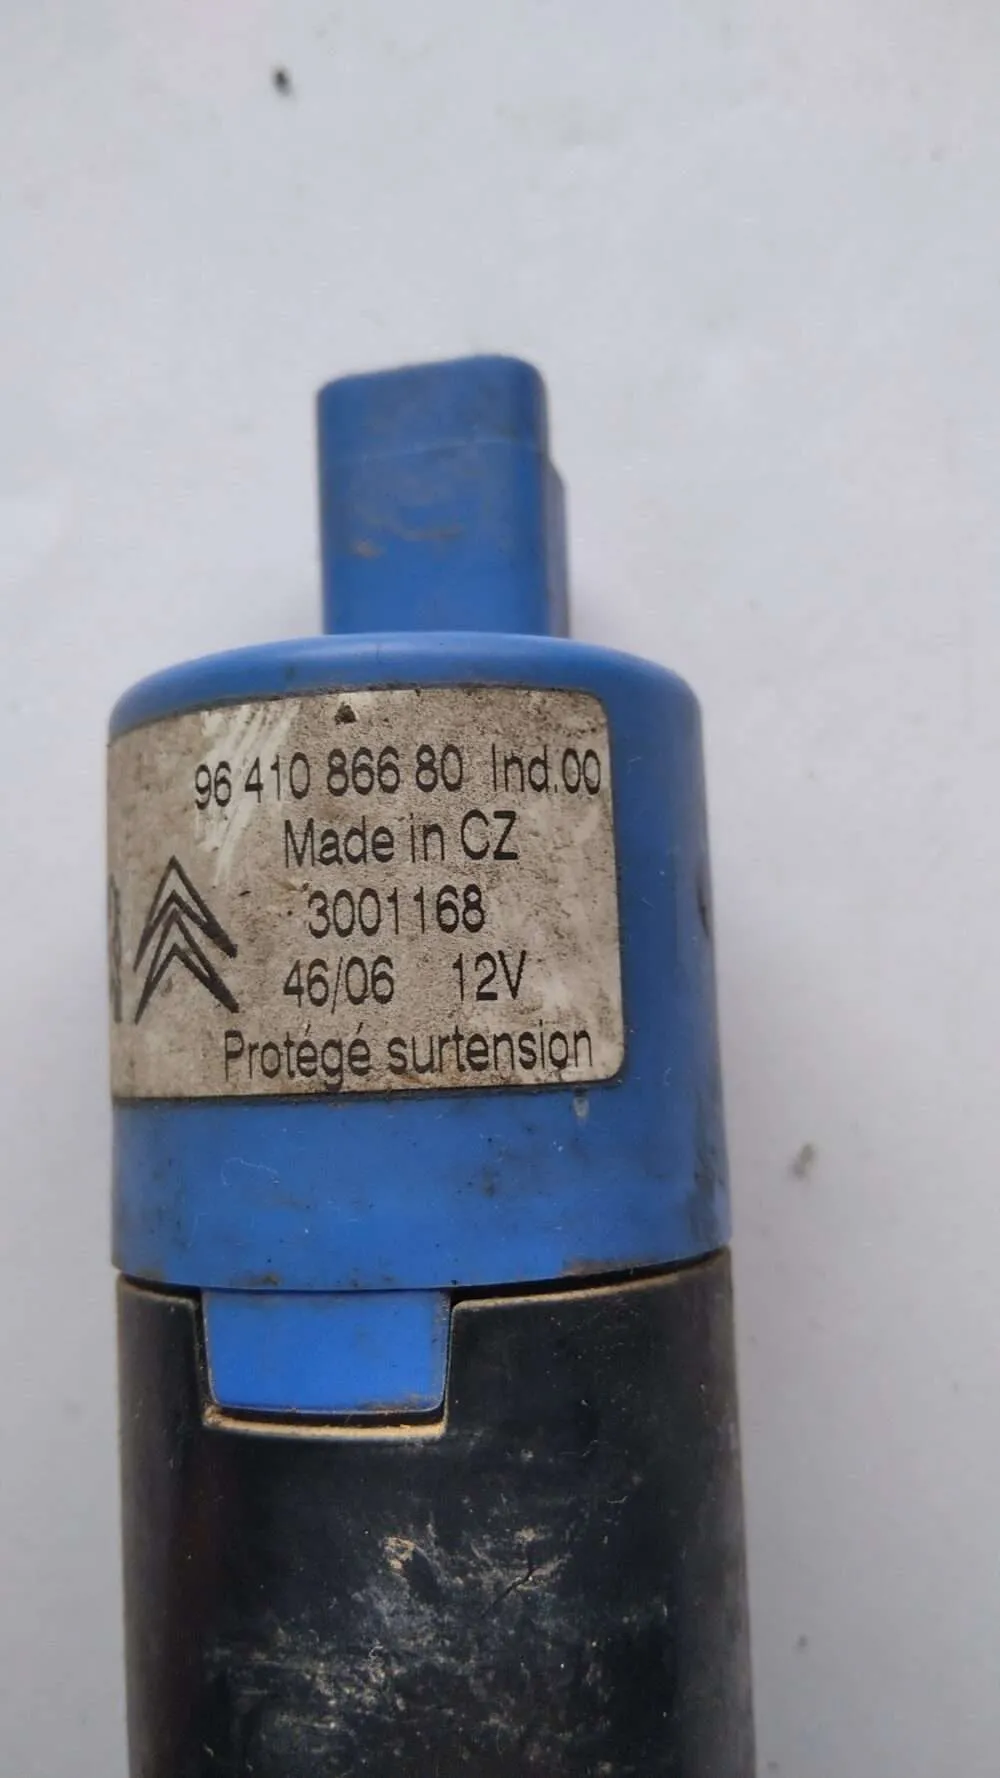 96 410 866 80 Ind.00
Made in CZ
3001168
46/06 12V
Protégé surtension